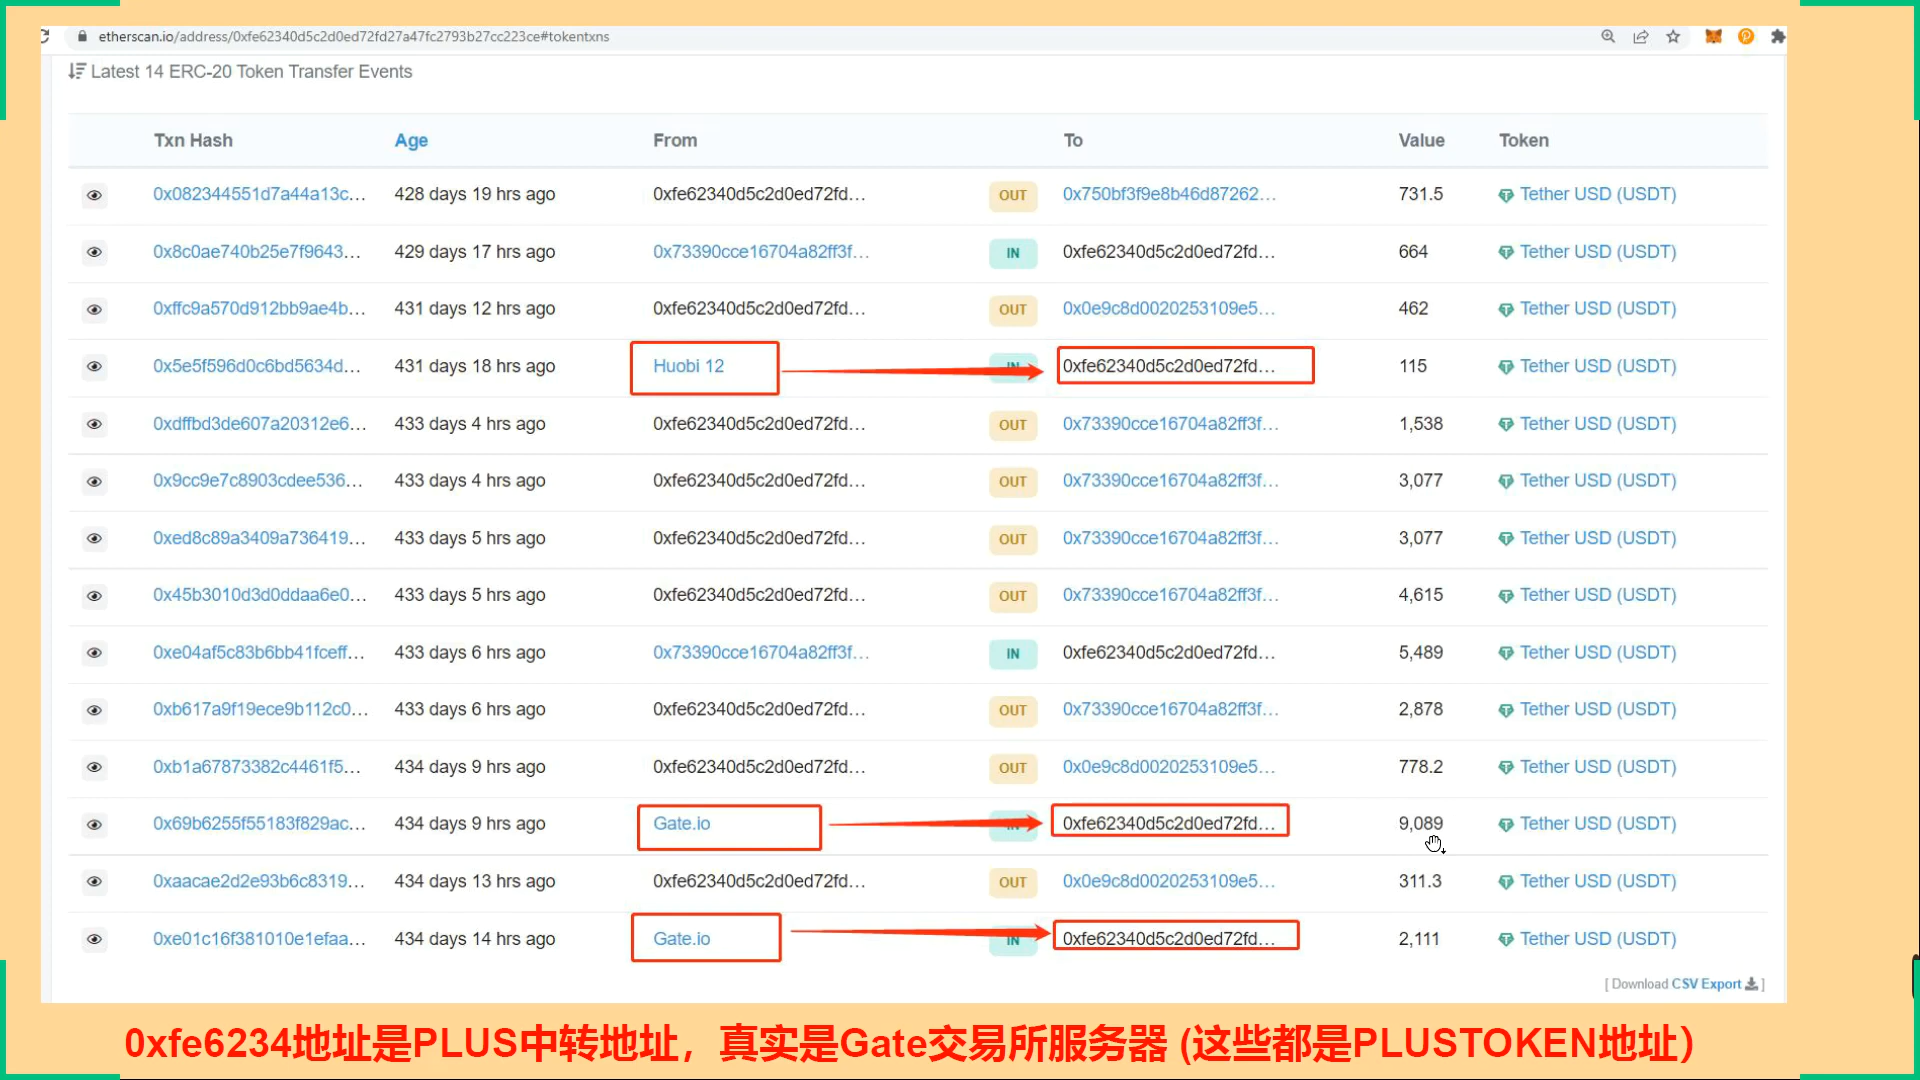 etherscan.io/address/0xfe62340d5c2d0ed72fd27a47fc2793b27cc223ce#tokentxns
Latest 14 ERC-20 Token Transfer Events
Txn Hash Age From To Value Token
0x082344551d7a44a13c... 428 days 19 hrs ago 0xfe62340d5c2d0ed72fd... OUT 0x750bf3f9e8b46d87262... 731.5 Tether USD (USDT)
0x8c0ae740b25e7f9643... 429 days 17 hrs ago 0x73390cce16704a82ff3f... IN 0xfe62340d5c2d0ed72fd... 664 Tether USD (USDT)
0xffc9a570d912bb9ae4b... 431 days 12 hrs ago 0xfe62340d5c2d0ed72fd... OUT 0x0e9c8d0020253109e5... 462 Tether USD (USDT)
0x5e5f596d0c6bd5634d... 431 days 18 hrs ago Huobi 12 IN 0xfe62340d5c2d0ed72fd... 115 Tether USD (USDT)
0xdffbd3de607a20312e6... 433 days 4 hrs ago 0xfe62340d5c2d0ed72fd... OUT 0x73390cce16704a82ff3f... 1,538 Tether USD (USDT)
0x9cc9e7c8903cdee536... 433 days 4 hrs ago 0xfe62340d5c2d0ed72fd... OUT 0x73390cce16704a82ff3f... 3,077 Tether USD (USDT)
0xed8c89a3409a736419... 433 days 5 hrs ago 0xfe62340d5c2d0ed72fd... OUT 0x73390cce16704a82ff3f... 3,077 Tether USD (USDT)
0x45b3010d3d0ddaa6e0... 433 days 5 hrs ago 0xfe62340d5c2d0ed72fd... OUT 0x73390cce16704a82ff3f... 4,615 Tether USD (USDT)
0xe04af5c83b6bb41fceff... 433 days 6 hrs ago 0x73390cce16704a82ff3f... IN 0xfe62340d5c2d0ed72fd... 5,489 Tether USD (USDT)
0xb617a9f19ece9b112c0... 433 days 6 hrs ago 0xfe62340d5c2d0ed72fd... OUT 0x73390cce16704a82ff3f... 2,878 Tether USD (USDT)
0xb1a67873382c4461f5... 434 days 9 hrs ago 0xfe62340d5c2d0ed72fd... OUT 0x0e9c8d0020253109e5... 778.2 Tether USD (USDT)
0x69b6255f55183f829ac... 434 days 9 hrs ago Gate.io IN 0xfe62340d5c2d0ed72fd... 9,089 Tether USD (USDT)
0xaacae2d2e93b6c8319... 434 days 13 hrs ago 0xfe62340d5c2d0ed72fd... OUT 0x0e9c8d0020253109e5... 311.3 Tether USD (USDT)
0xe01c16f381010e1efaa... 434 days 14 hrs ago Gate.io IN 0xfe62340d5c2d0ed72fd... 2,111 Tether USD (USDT)
[ Download CSV Export ]
0xfe6234地址是PLUS中转地址，真实是Gate交易所服务器 (这些都是PLUSTOKEN地址）